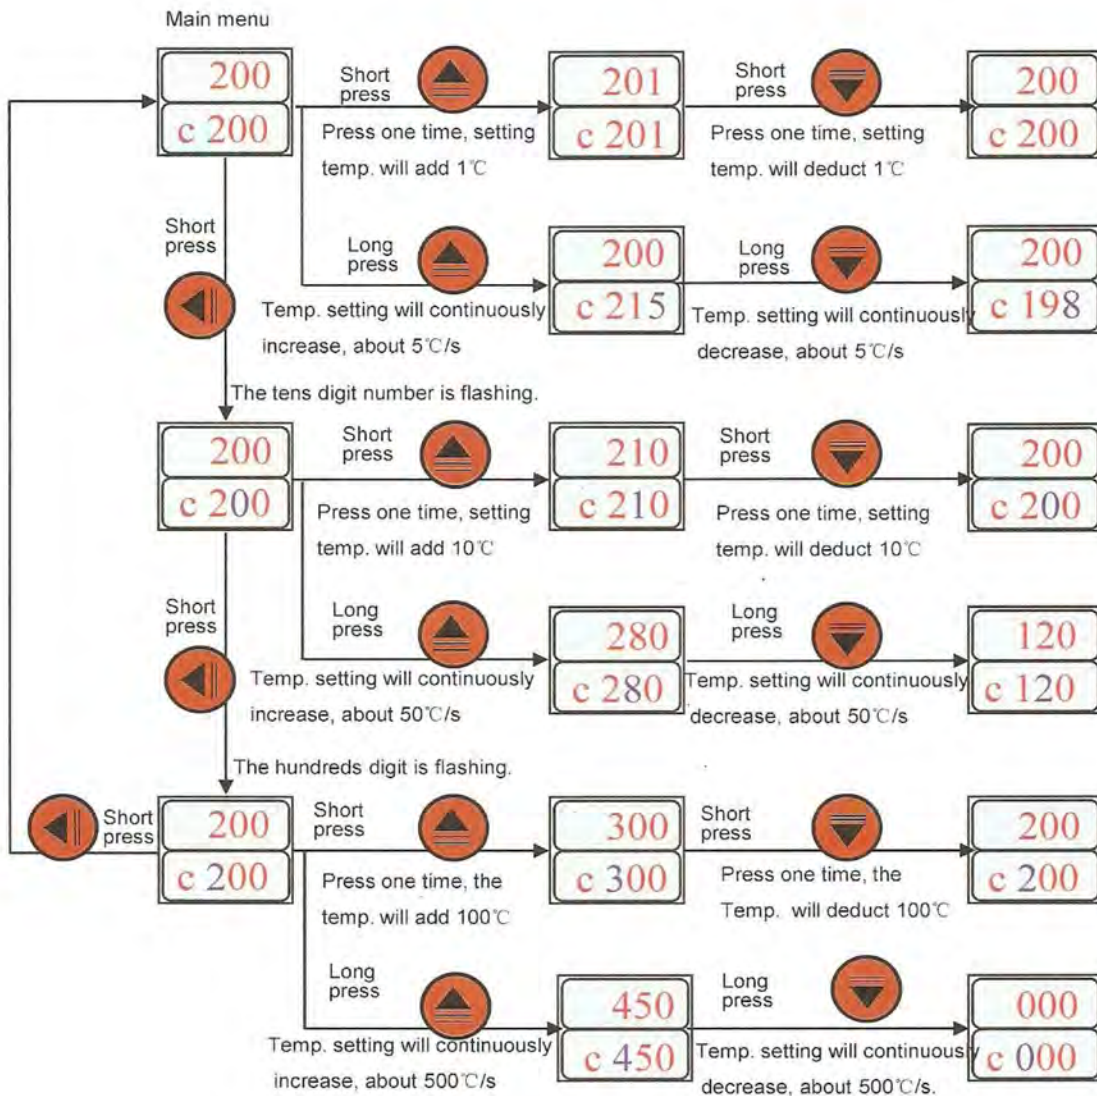 Main menu
200
c 200
Short
press
Press one time, setting
temp. will add 1℃
201
c 201
Short
press
Press one time, setting
temp. will deduct 1℃
200
c 200
Short
press
Long
press
Temp. setting will continuously
increase, about 5℃/s
200
c 215
Long
press
Temp. setting will continuously
decrease, about 5℃/s
200
c 198
The tens digit number is flashing.
200
c 200
Short
press
Press one time, setting
temp. will add 10℃
210
c 210
Short
press
Press one time, setting
temp. will deduct 10℃
200
c 200
Short
press
Long
press
Temp. setting will continuously
increase, about 50℃/s
280
c 280
Long
press
Temp. setting will continuously
decrease, about 50℃/s
120
c 120
The hundreds digit is flashing.
Short
press
200
c 200
Short
press
Press one time, the
temp. will add 100℃
300
c 300
Short
press
Press one time, the
Temp. will deduct 100℃
200
c 200
Long
press
Temp. setting will continuously
increase, about 500℃/s
450
c 450
Long
press
Temp. setting will continuously
decrease, about 500℃/s.
000
c 000